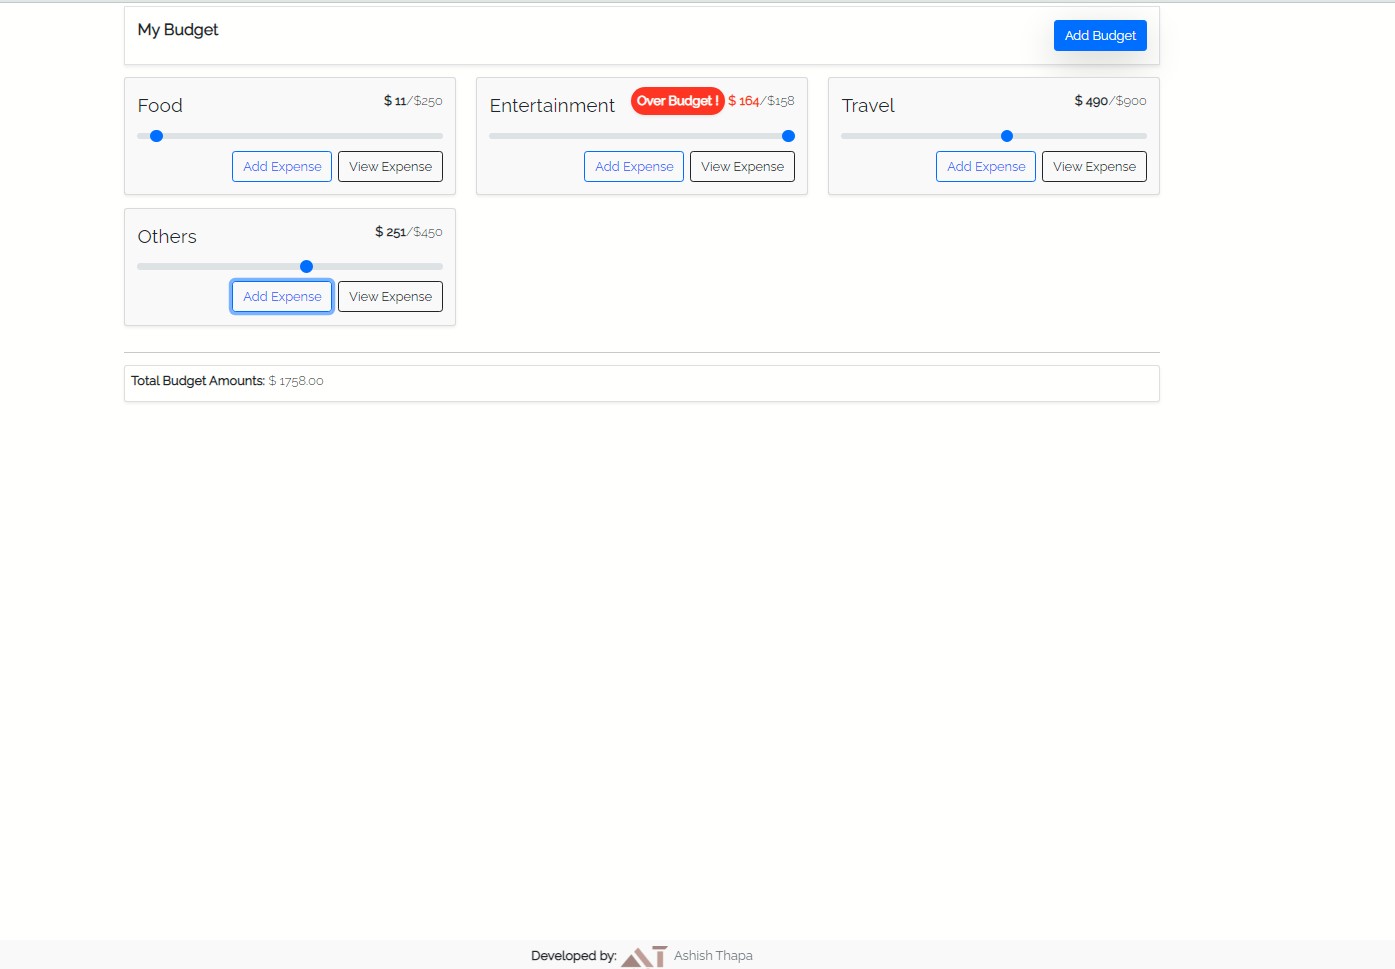 My Budget
Add Budget
Food
$ 11/$250
Add Expense
View Expense
Entertainment
Over Budget !
$ 164/$158
Add Expense
View Expense
Travel
$ 490/$900
Add Expense
View Expense
Others
$ 251/$450
Add Expense
View Expense
Total Budget Amounts: $ 1758.00
Developed by: AT Ashish Thapa